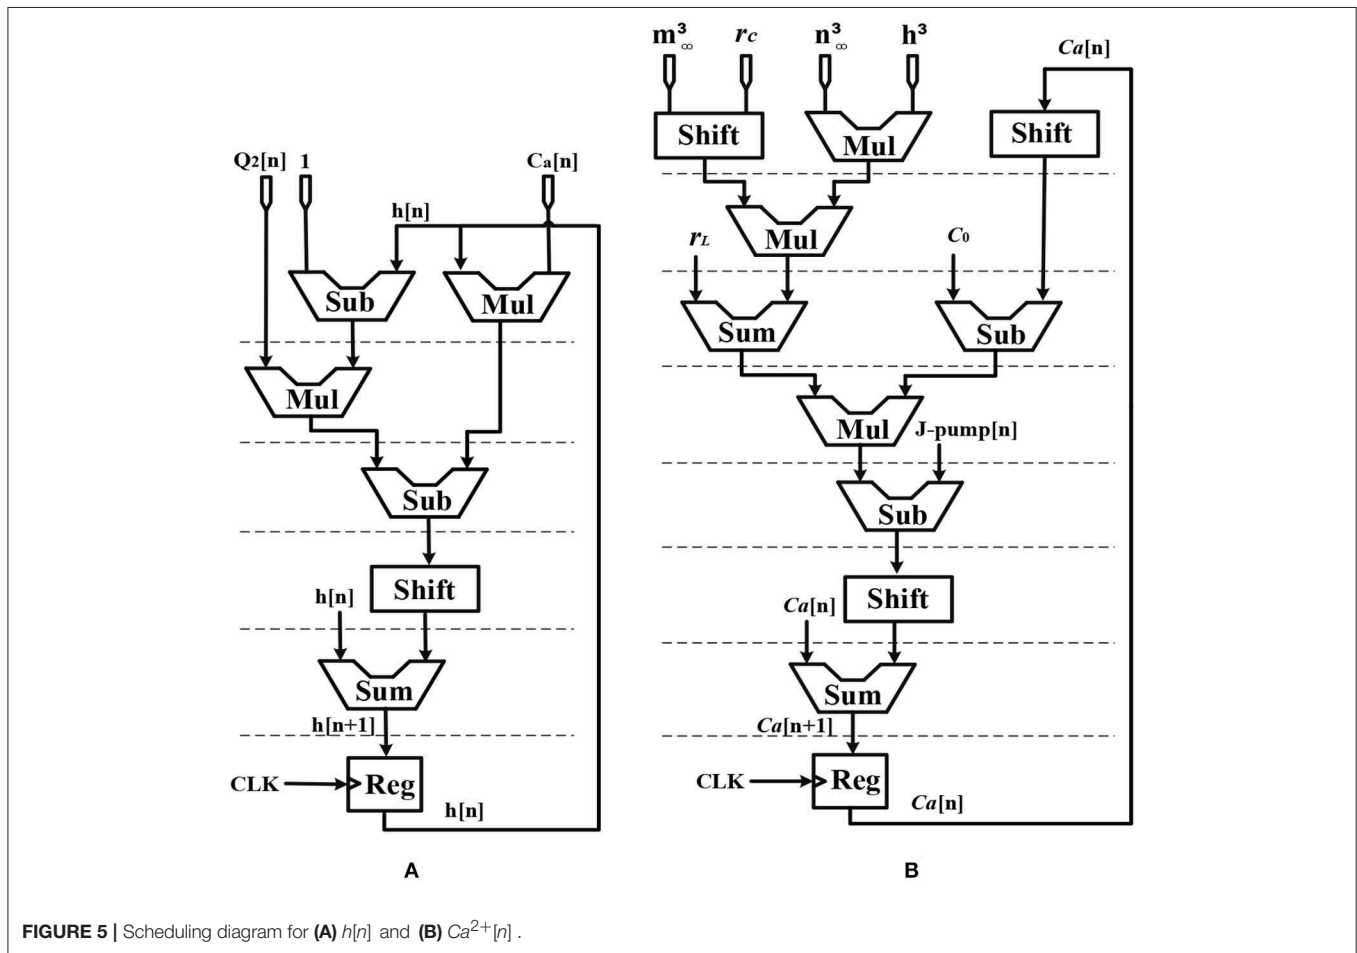 Q2[n] 1 Ca[n]
h[n]
Sub Mul
Mul
Sub
Shift
h[n]
Sum
h[n+1]
CLK Reg
h[n]
A
m³∞ rC n³∞ h³ Ca[n]
Shift Mul Shift
Mul
rL C0
Sum Sub
Mul
J-pump[n]
Sub
Shift
Ca[n]
Sum
Ca[n+1]
CLK Reg
Ca[n]
B
FIGURE 5 | Scheduling diagram for (A) h[n] and (B) Ca²⁺[n] .